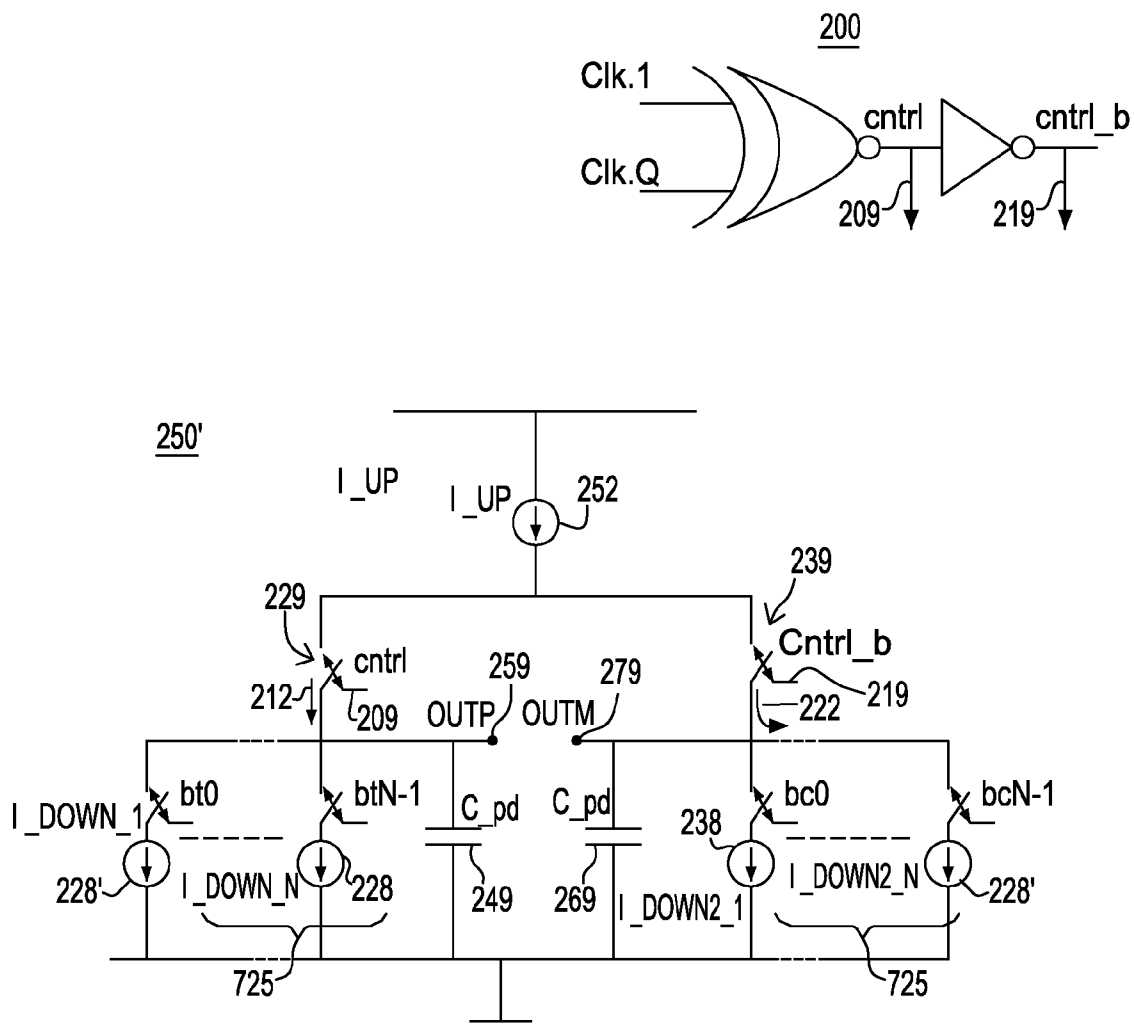 200
Clk.1
cntrl
cntrl_b
Clk.Q
209
219
250'
I_UP
I_UP
252
239
229
cntrl
Cntrl_b
259
279
212
209
OUTP
OUTM
222
219
bt0
btN-1
C_pd
C_pd
bc0
bcN-1
I_DOWN_1
238
228'
I_DOWN_N
228
249
269
I_DOWN2_1
I_DOWN2_N
228'
725
725